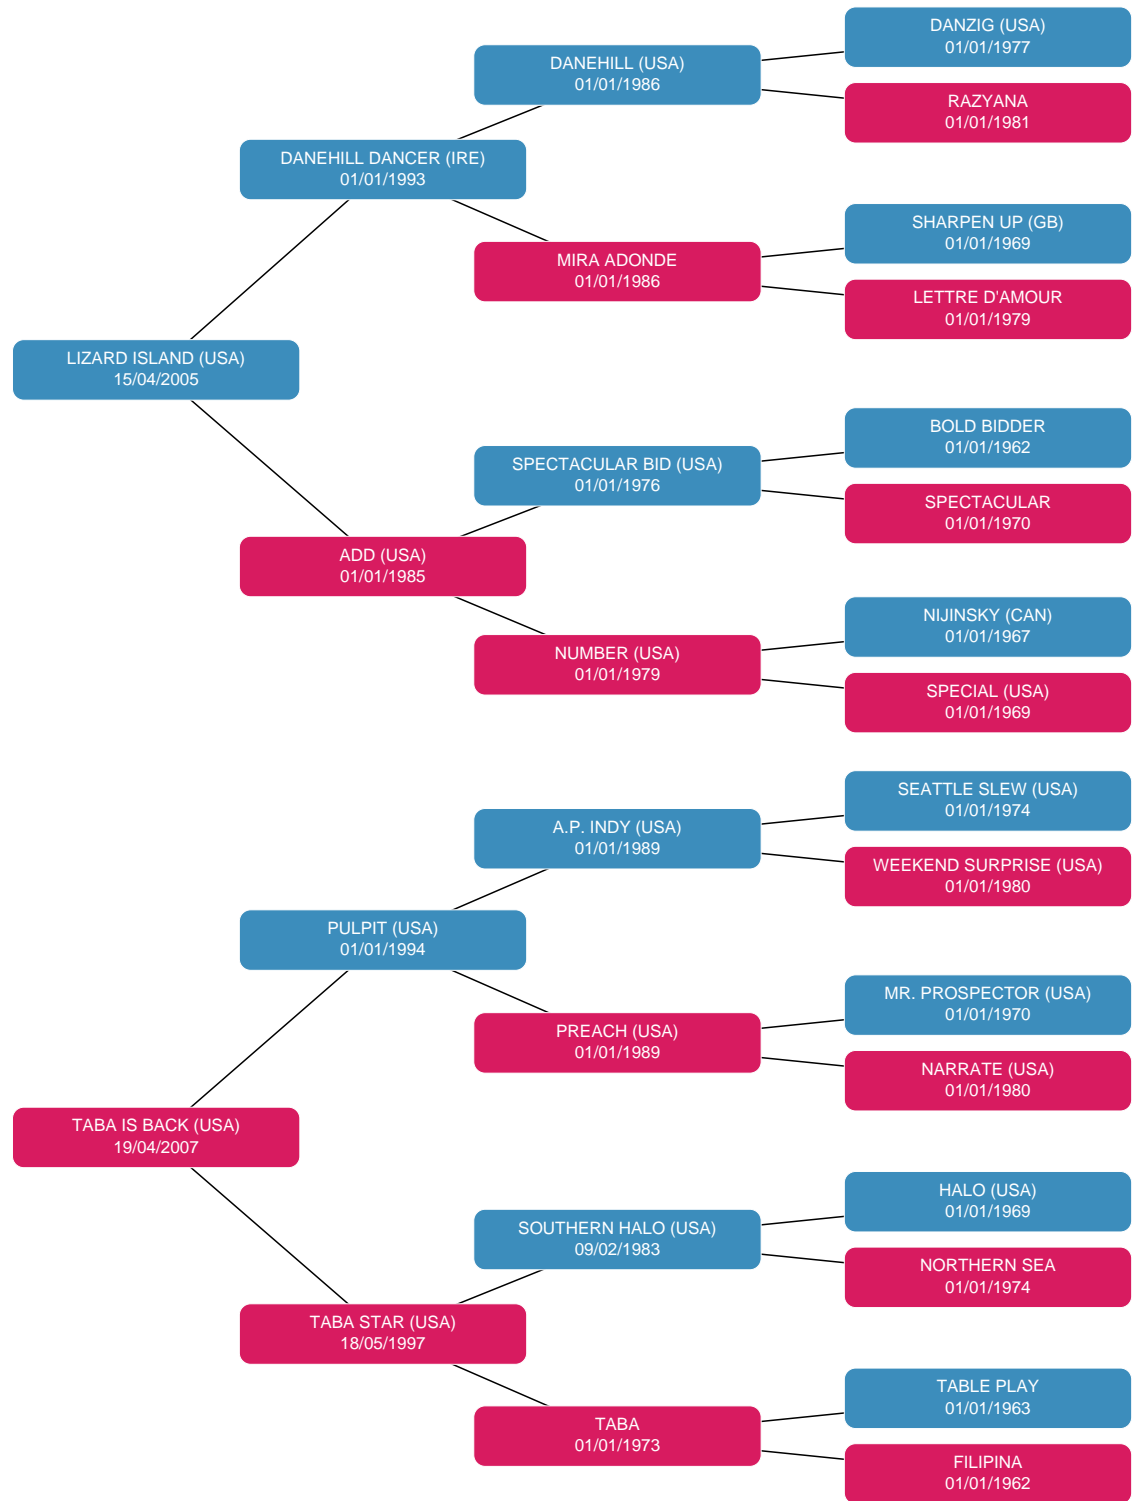 DANZIG (USA)
01/01/1977
DANEHILL (USA)
01/01/1986
RAZYANA
01/01/1981
DANEHILL DANCER (IRE)
01/01/1993
SHARPEN UP (GB)
01/01/1969
MIRA ADONDE
01/01/1986
LETTRE D'AMOUR
01/01/1979
LIZARD ISLAND (USA)
15/04/2005
BOLD BIDDER
01/01/1962
SPECTACULAR BID (USA)
01/01/1976
SPECTACULAR
01/01/1970
ADD (USA)
01/01/1985
NIJINSKY (CAN)
01/01/1967
NUMBER (USA)
01/01/1979
SPECIAL (USA)
01/01/1969
SEATTLE SLEW (USA)
01/01/1974
A.P. INDY (USA)
01/01/1989
WEEKEND SURPRISE (USA)
01/01/1980
PULPIT (USA)
01/01/1994
MR. PROSPECTOR (USA)
01/01/1970
PREACH (USA)
01/01/1989
NARRATE (USA)
01/01/1980
TABA IS BACK (USA)
19/04/2007
HALO (USA)
01/01/1969
SOUTHERN HALO (USA)
09/02/1983
NORTHERN SEA
01/01/1974
TABA STAR (USA)
18/05/1997
TABLE PLAY
01/01/1963
TABA
01/01/1973
FILIPINA
01/01/1962